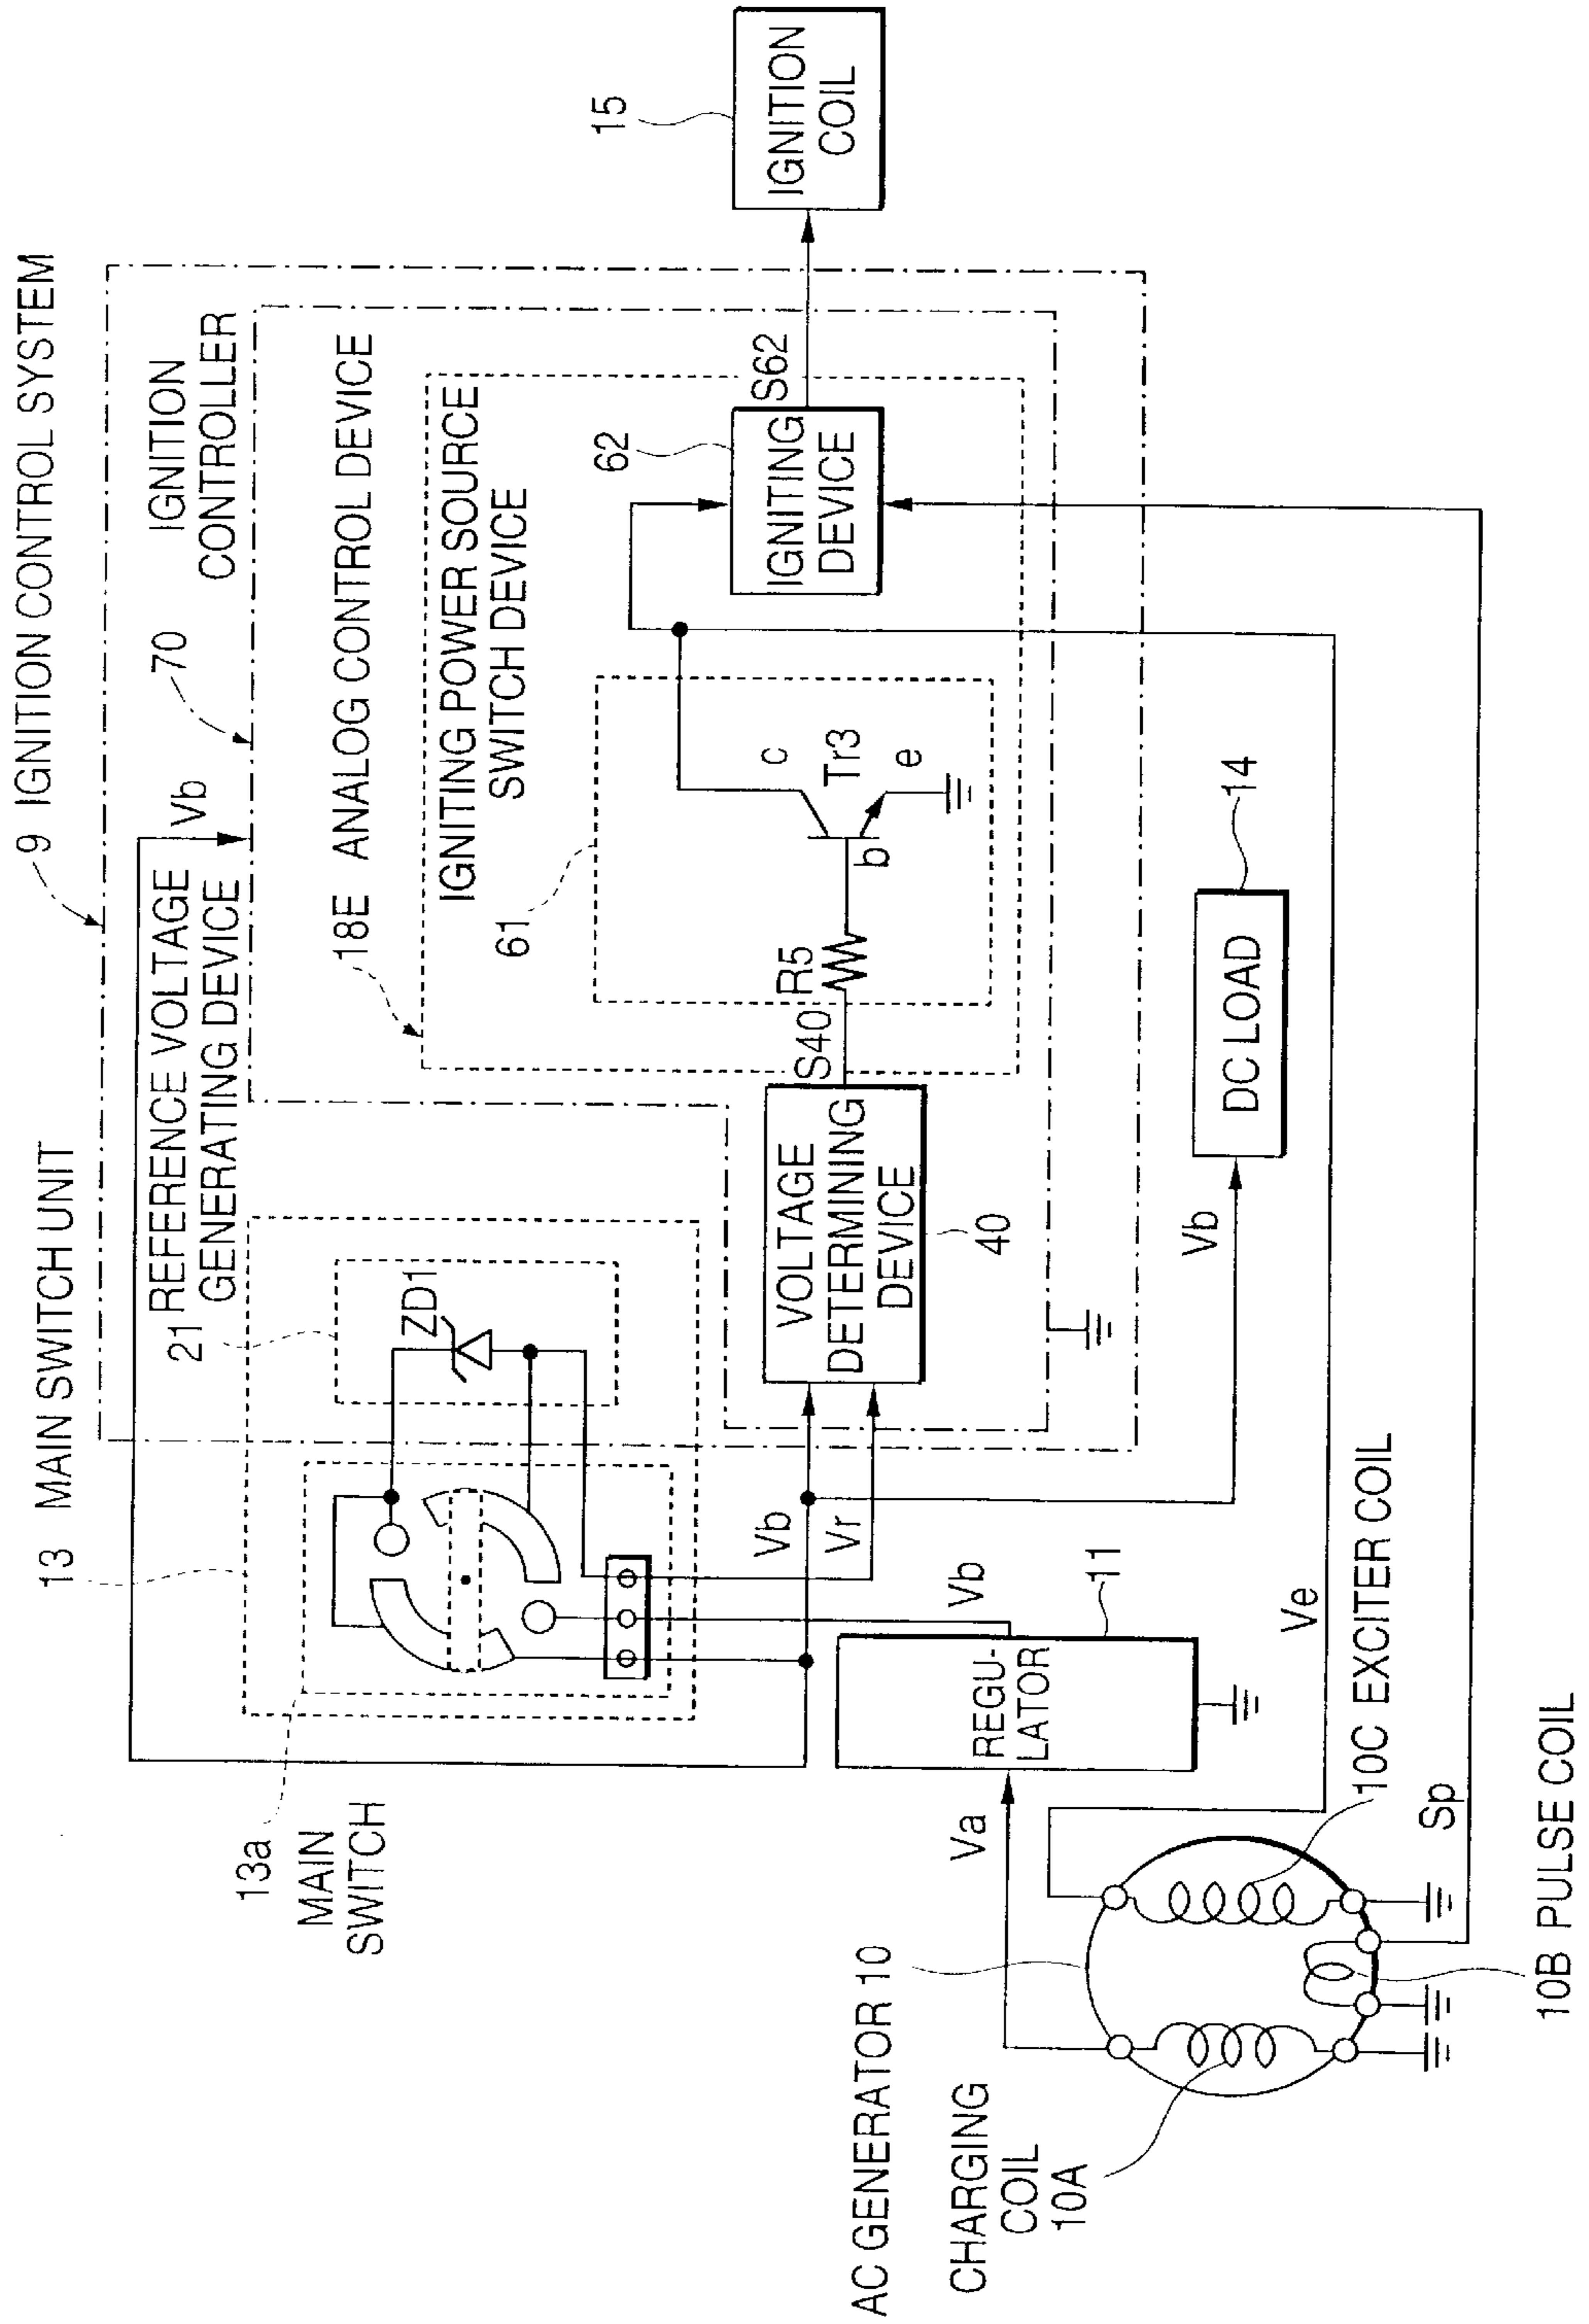 9 IGNITION CONTROL SYSTEM
13 MAIN SWITCH UNIT
Vb
70
IGNITION
CONTROLLER
REFERENCE VOLTAGE
21 GENERATING DEVICE
13a
MAIN
SWITCH
ZD1
18E ANALOG CONTROL DEVICE
IGNITING POWER SOURCE
SWITCH DEVICE
61
62
15
c
Tr3
e
b
R5
S40
S62
IGNITING
DEVICE
IGNITION
COIL
VOLTAGE
DETERMINING
DEVICE
40
Vb
Vr
Vb
11
REGU-
LATOR
Va
Vb
14
DC LOAD
AC GENERATOR 10
CHARGING
COIL
10A
Ve
10C EXCITER COIL
Sp
10B PULSE COIL